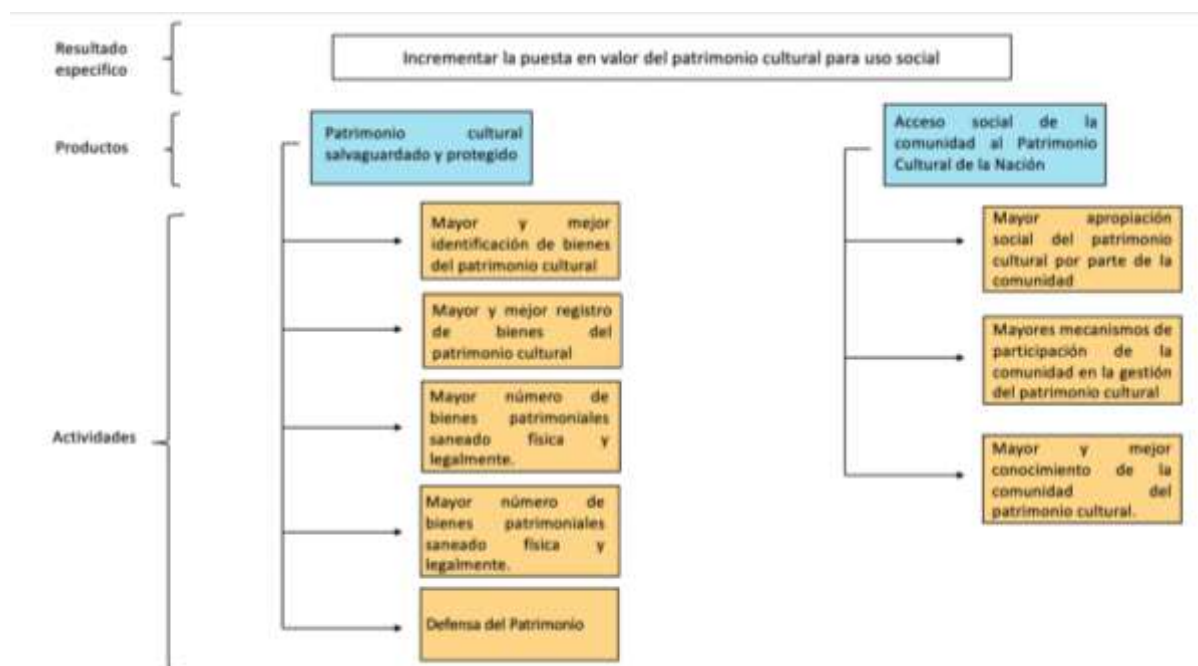 Resultado
específico
Incrementar la puesta en valor del patrimonio cultural para uso social
Productos
Patrimonio cultural
salvaguardado y protegido
Acceso social de la
comunidad al Patrimonio
Cultural de la Nación
Actividades
Mayor y mejor
identificación de bienes
del patrimonio cultural
Mayor y mejor registro
de bienes del
patrimonio cultural
Mayor número de
bienes patrimoniales
saneado física y
legalmente.
Mayor número de
bienes patrimoniales
saneado física y
legalmente.
Defensa del Patrimonio
Mayor apropiación
social del patrimonio
cultural por parte de la
comunidad
Mayores mecanismos de
participación de la
comunidad en la gestión
del patrimonio cultural
Mayor y mejor
conocimiento de la
comunidad del
patrimonio cultural.